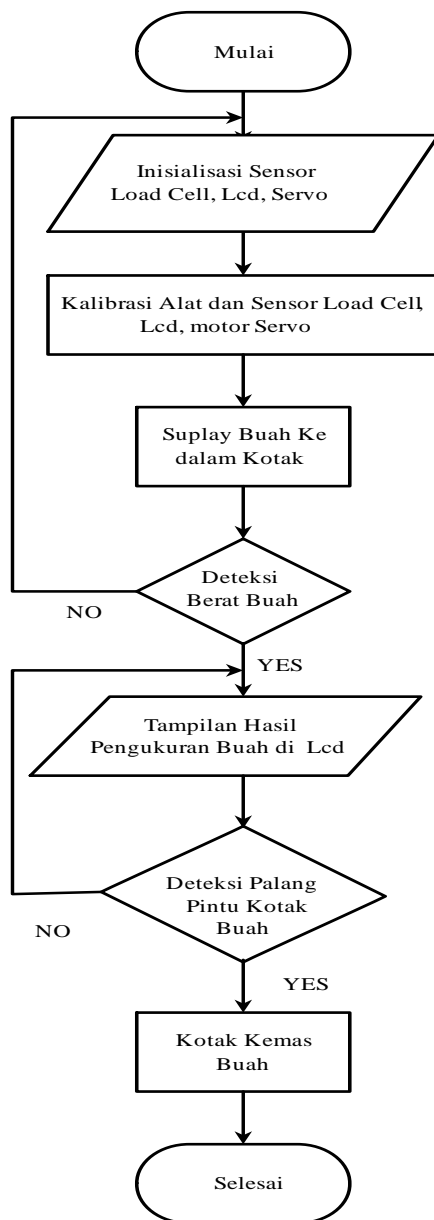 Mulai
Inisialisasi Sensor
Load Cell, Lcd, Servo
Kalibrasi Alat dan Sensor Load Cell,
Lcd, motor Servo
Suplay Buah Ke
dalam Kotak
Deteksi
Berat Buah
NO
YES
Tampilan Hasil
Pengukuran Buah di Lcd
Deteksi Palang
Pintu Kotak
Buah
NO
YES
Kotak Kemas
Buah
Selesai